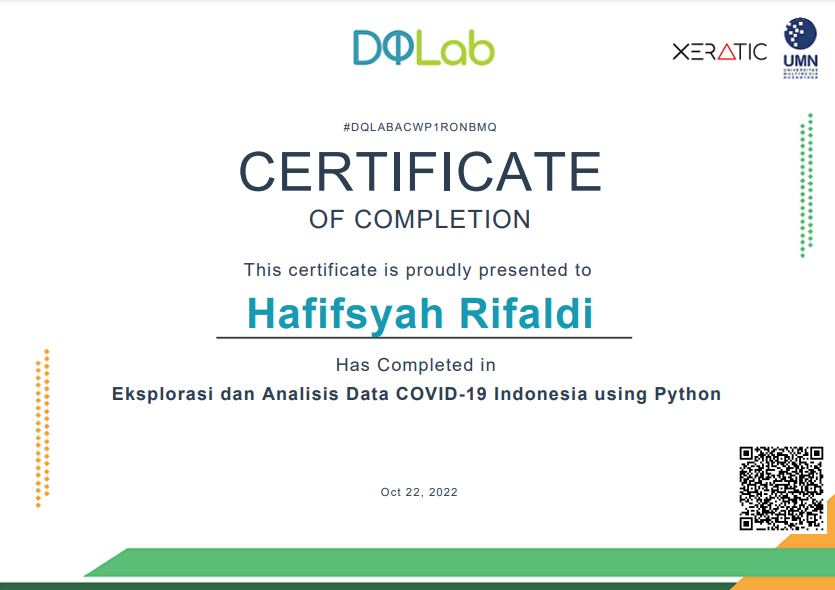 DQLab
XERATIC
UMN
UNIVERSITAS
MULTIMEDIA
NUSANTARA
#DQLABACWP1RONBMQ
CERTIFICATE
OF COMPLETION
This certificate is proudly presented to
Hafifsyah Rifaldi
Has Completed in
Eksplorasi dan Analisis Data COVID-19 Indonesia using Python
Oct 22, 2022